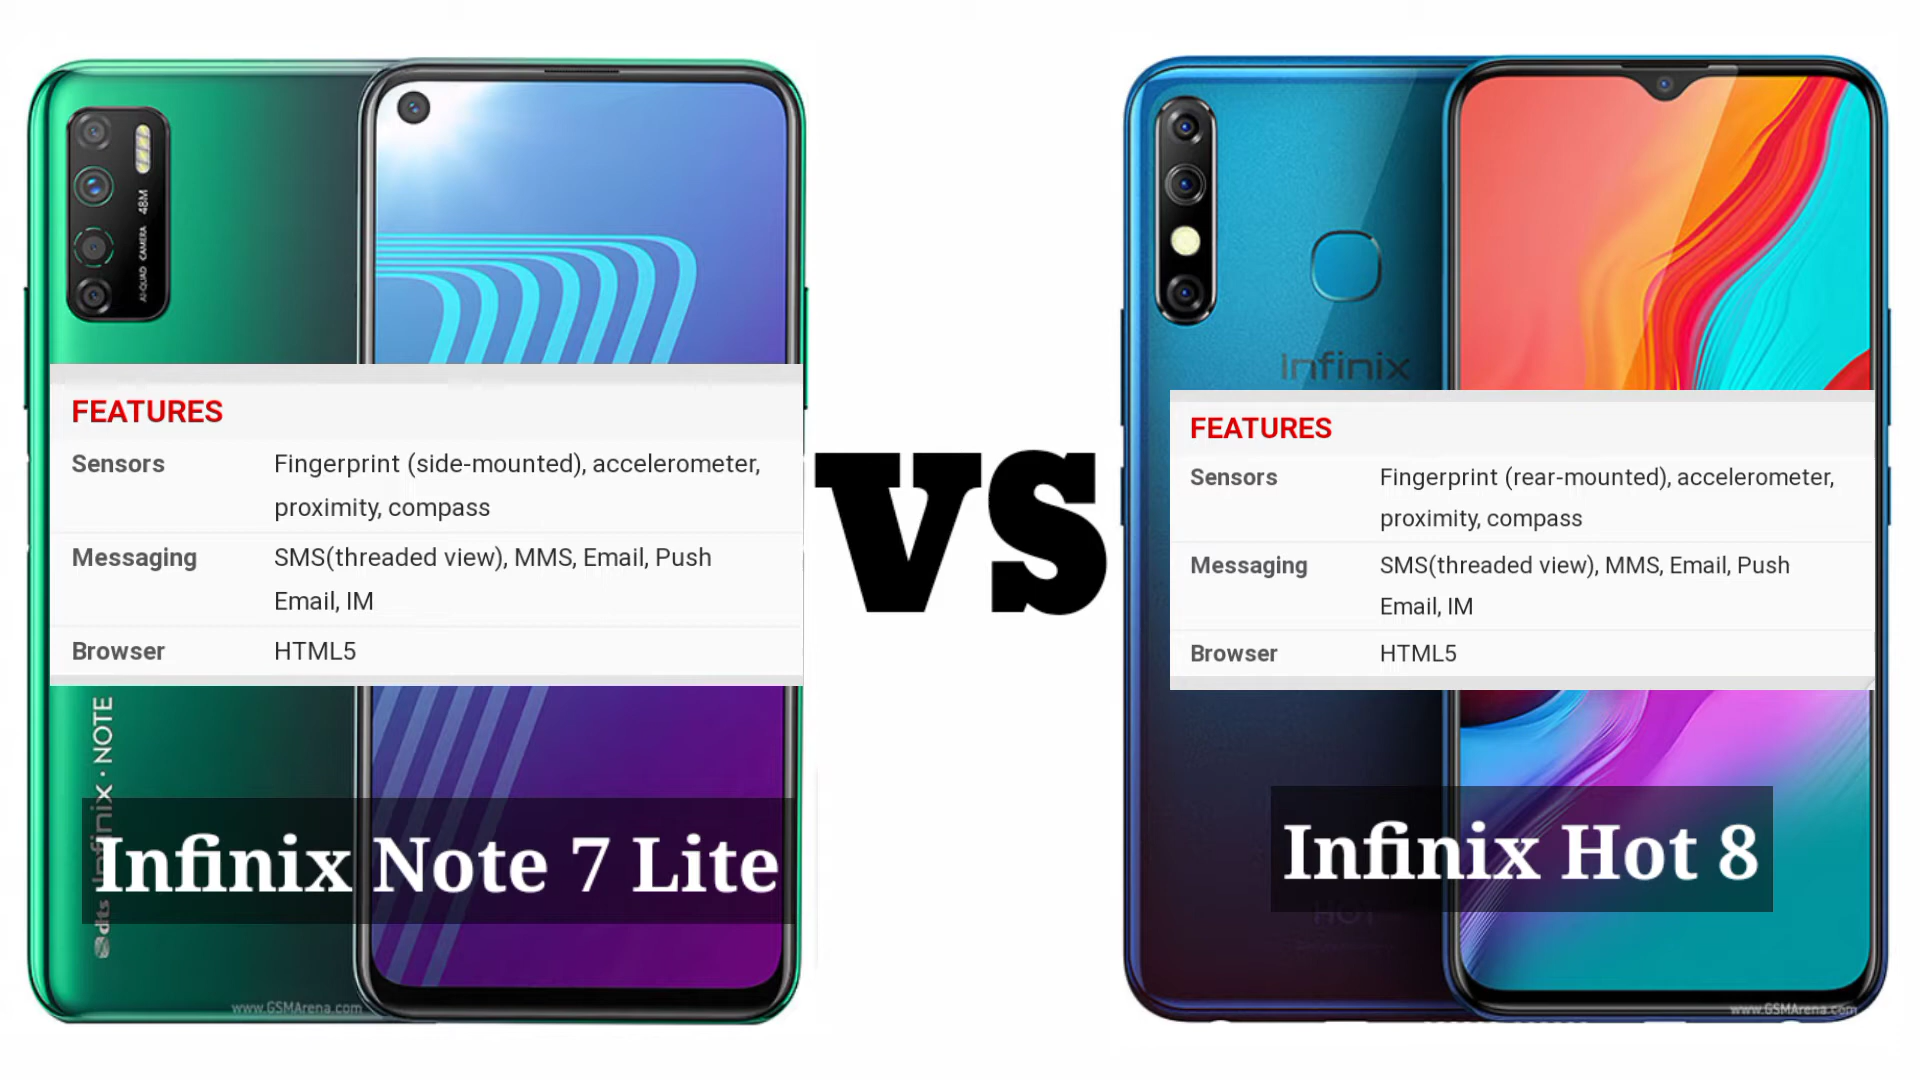 AI-QUAD CAMERA 48M
Infinix
FEATURES
Sensors Fingerprint (side-mounted), accelerometer,
proximity, compass
Messaging SMS(threaded view), MMS, Email, Push
Email, IM
Browser HTML5
VS
FEATURES
Sensors Fingerprint (rear-mounted), accelerometer,
proximity, compass
Messaging SMS(threaded view), MMS, Email, Push
Email, IM
Browser HTML5
dts Infinix · NOTE
Infinix Note 7 Lite
Infinix Hot 8
HOT
www.GSMArena.com
www.GSMArena.com